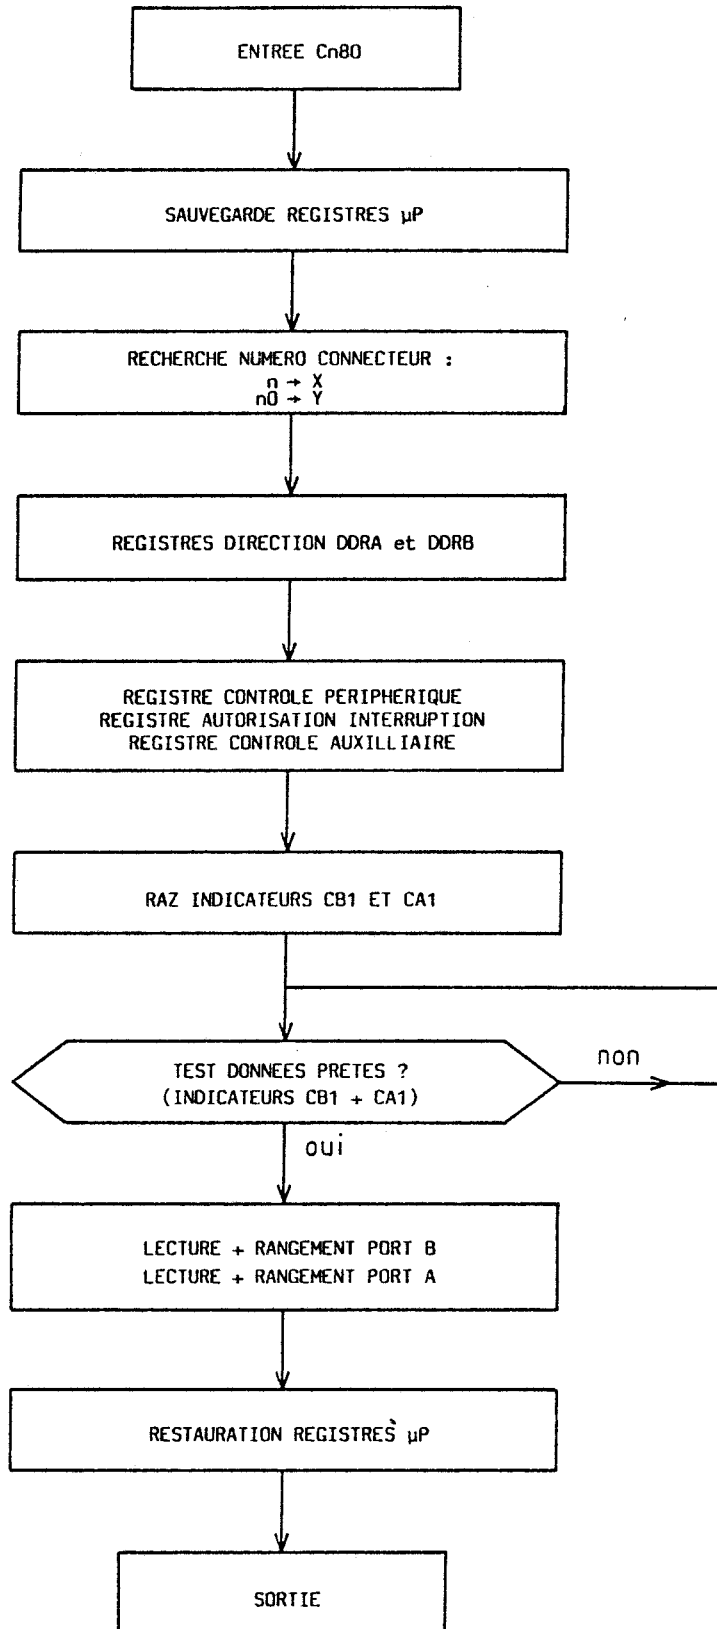 ENTREE Cn80
SAUVEGARDE REGISTRES µP
RECHERCHE NUMERO CONNECTEUR :
n → X
n0 → Y
REGISTRES DIRECTION DDRA et DDRB
REGISTRE CONTROLE PERIPHERIQUE
REGISTRE AUTORISATION INTERRUPTION
REGISTRE CONTROLE AUXILLIAIRE
RAZ INDICATEURS CB1 ET CA1
TEST DONNEES PRETES ?
(INDICATEURS CB1 + CA1)
non
oui
LECTURE + RANGEMENT PORT B
LECTURE + RANGEMENT PORT A
RESTAURATION REGISTRES µP
SORTIE